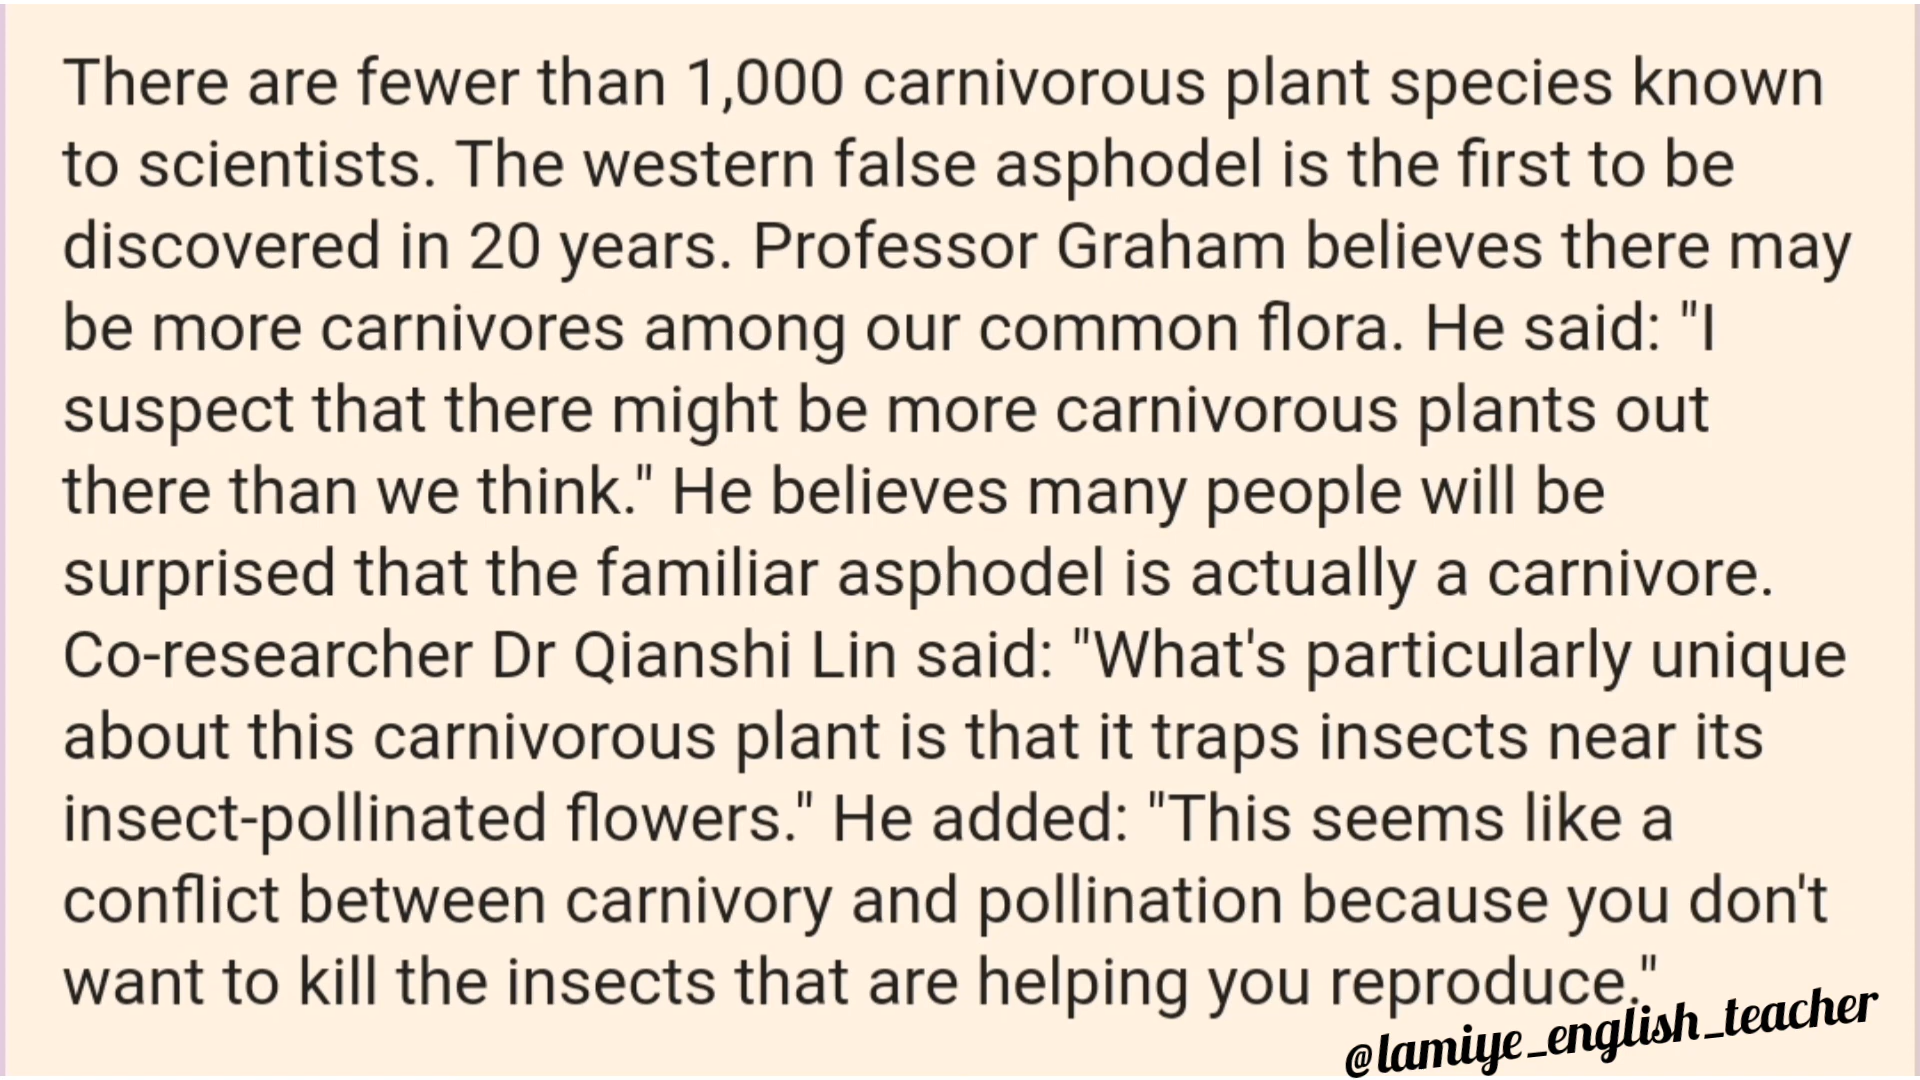 There are fewer than 1,000 carnivorous plant species known
to scientists. The western false asphodel is the first to be
discovered in 20 years. Professor Graham believes there may
be more carnivores among our common flora. He said: "I
suspect that there might be more carnivorous plants out
there than we think." He believes many people will be
surprised that the familiar asphodel is actually a carnivore.
Co-researcher Dr Qianshi Lin said: "What's particularly unique
about this carnivorous plant is that it traps insects near its
insect-pollinated flowers." He added: "This seems like a
conflict between carnivory and pollination because you don't
want to kill the insects that are helping you reproduce."
@lamiye_english_teacher